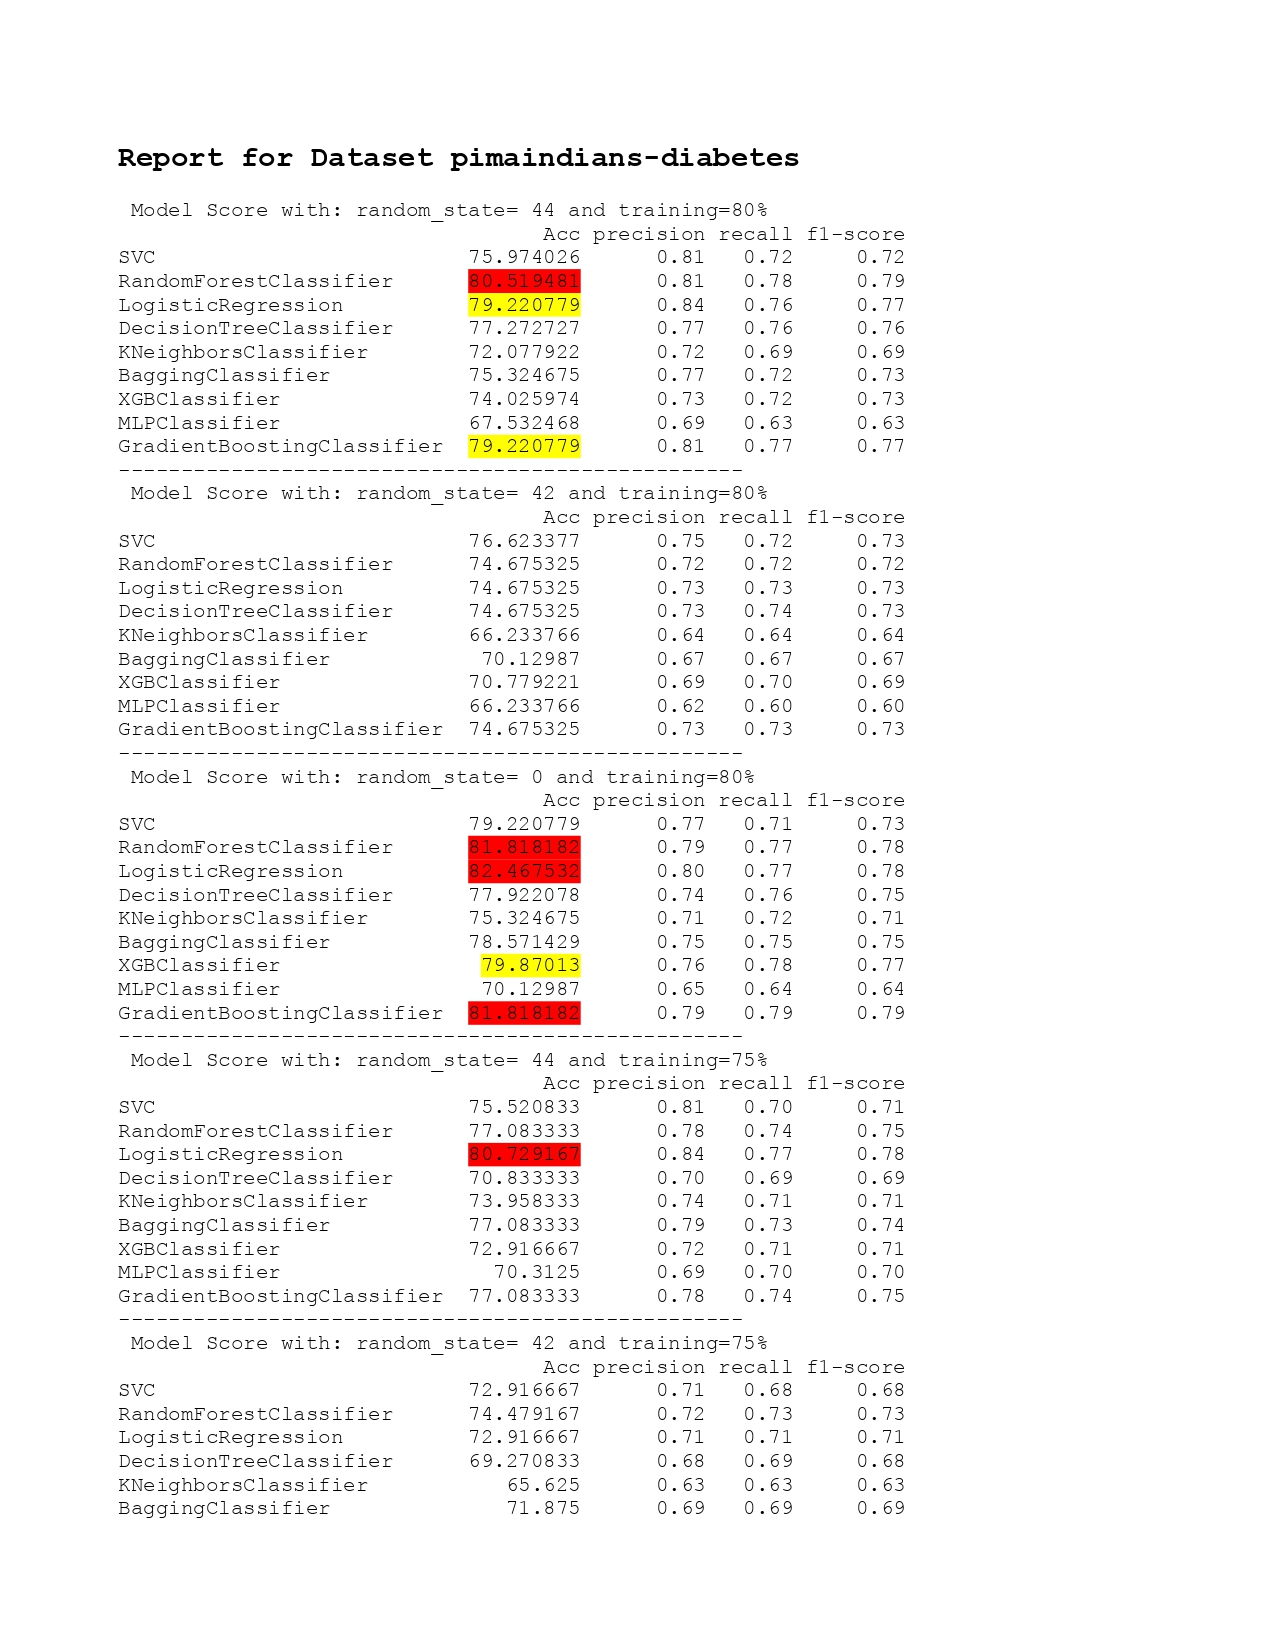 Report for Dataset pimaindians-diabetes
Model Score with: random_state= 44 and training=80%
Acc precision recall f1-score
SVC 75.974026 0.81 0.72 0.72
RandomForestClassifier 80.519481 0.81 0.78 0.79
LogisticRegression 79.220779 0.84 0.76 0.77
DecisionTreeClassifier 77.272727 0.77 0.76 0.76
KNeighborsClassifier 72.077922 0.72 0.69 0.69
BaggingClassifier 75.324675 0.77 0.72 0.73
XGBClassifier 74.025974 0.73 0.72 0.73
MLPClassifier 67.532468 0.69 0.63 0.63
GradientBoostingClassifier 79.220779 0.81 0.77 0.77
--------------------------------------------------
Model Score with: random_state= 42 and training=80%
Acc precision recall f1-score
SVC 76.623377 0.75 0.72 0.73
RandomForestClassifier 74.675325 0.72 0.72 0.72
LogisticRegression 74.675325 0.73 0.73 0.73
DecisionTreeClassifier 74.675325 0.73 0.74 0.73
KNeighborsClassifier 66.233766 0.64 0.64 0.64
BaggingClassifier 70.12987 0.67 0.67 0.67
XGBClassifier 70.779221 0.69 0.70 0.69
MLPClassifier 66.233766 0.62 0.60 0.60
GradientBoostingClassifier 74.675325 0.73 0.73 0.73
--------------------------------------------------
Model Score with: random_state= 0 and training=80%
Acc precision recall f1-score
SVC 79.220779 0.77 0.71 0.73
RandomForestClassifier 81.818182 0.79 0.77 0.78
LogisticRegression 82.467532 0.80 0.77 0.78
DecisionTreeClassifier 77.922078 0.74 0.76 0.75
KNeighborsClassifier 75.324675 0.71 0.72 0.71
BaggingClassifier 78.571429 0.75 0.75 0.75
XGBClassifier 79.87013 0.76 0.78 0.77
MLPClassifier 70.12987 0.65 0.64 0.64
GradientBoostingClassifier 81.818182 0.79 0.79 0.79
--------------------------------------------------
Model Score with: random_state= 44 and training=75%
Acc precision recall f1-score
SVC 75.520833 0.81 0.70 0.71
RandomForestClassifier 77.083333 0.78 0.74 0.75
LogisticRegression 80.729167 0.84 0.77 0.78
DecisionTreeClassifier 70.833333 0.70 0.69 0.69
KNeighborsClassifier 73.958333 0.74 0.71 0.71
BaggingClassifier 77.083333 0.79 0.73 0.74
XGBClassifier 72.916667 0.72 0.71 0.71
MLPClassifier 70.3125 0.69 0.70 0.70
GradientBoostingClassifier 77.083333 0.78 0.74 0.75
--------------------------------------------------
Model Score with: random_state= 42 and training=75%
Acc precision recall f1-score
SVC 72.916667 0.71 0.68 0.68
RandomForestClassifier 74.479167 0.72 0.73 0.73
LogisticRegression 72.916667 0.71 0.71 0.71
DecisionTreeClassifier 69.270833 0.68 0.69 0.68
KNeighborsClassifier 65.625 0.63 0.63 0.63
BaggingClassifier 71.875 0.69 0.69 0.69